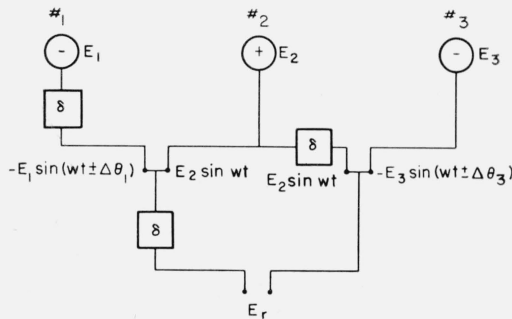 #1 #2 #3
- E1 + E2 - E3
δ
δ
-E1 sin(wt±Δθ1) E2 sin wt E2 sin wt -E3 sin(wt±Δθ3)
δ
Er